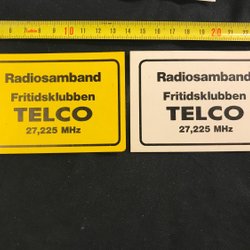 Radiosamband
Fritidsklubben
TELCO
27,225 MHz
Radiosamband
Fritidsklubben
TELCO
27,225 MHz